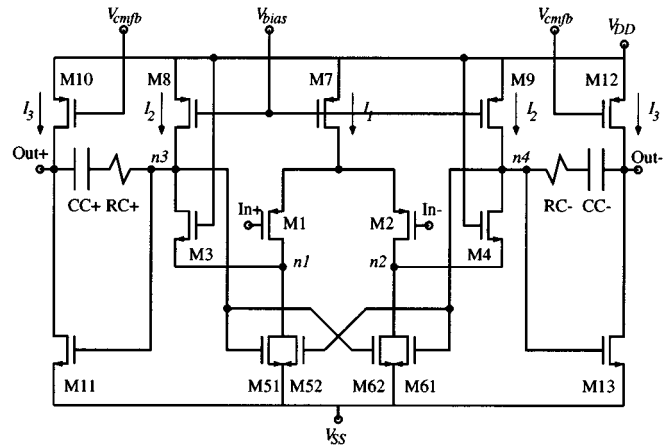 Vcmfb
Vbias
Vcmfb
VDD
M10
M8
M7
M9
M12
I3
I2
I1
I2
I3
Out+
n3
n4
Out-
CC+ RC+
In+
In-
RC- CC-
M1
M2
M3
M4
n1
n2
M11
M51 M52
M62 M61
M13
VSS